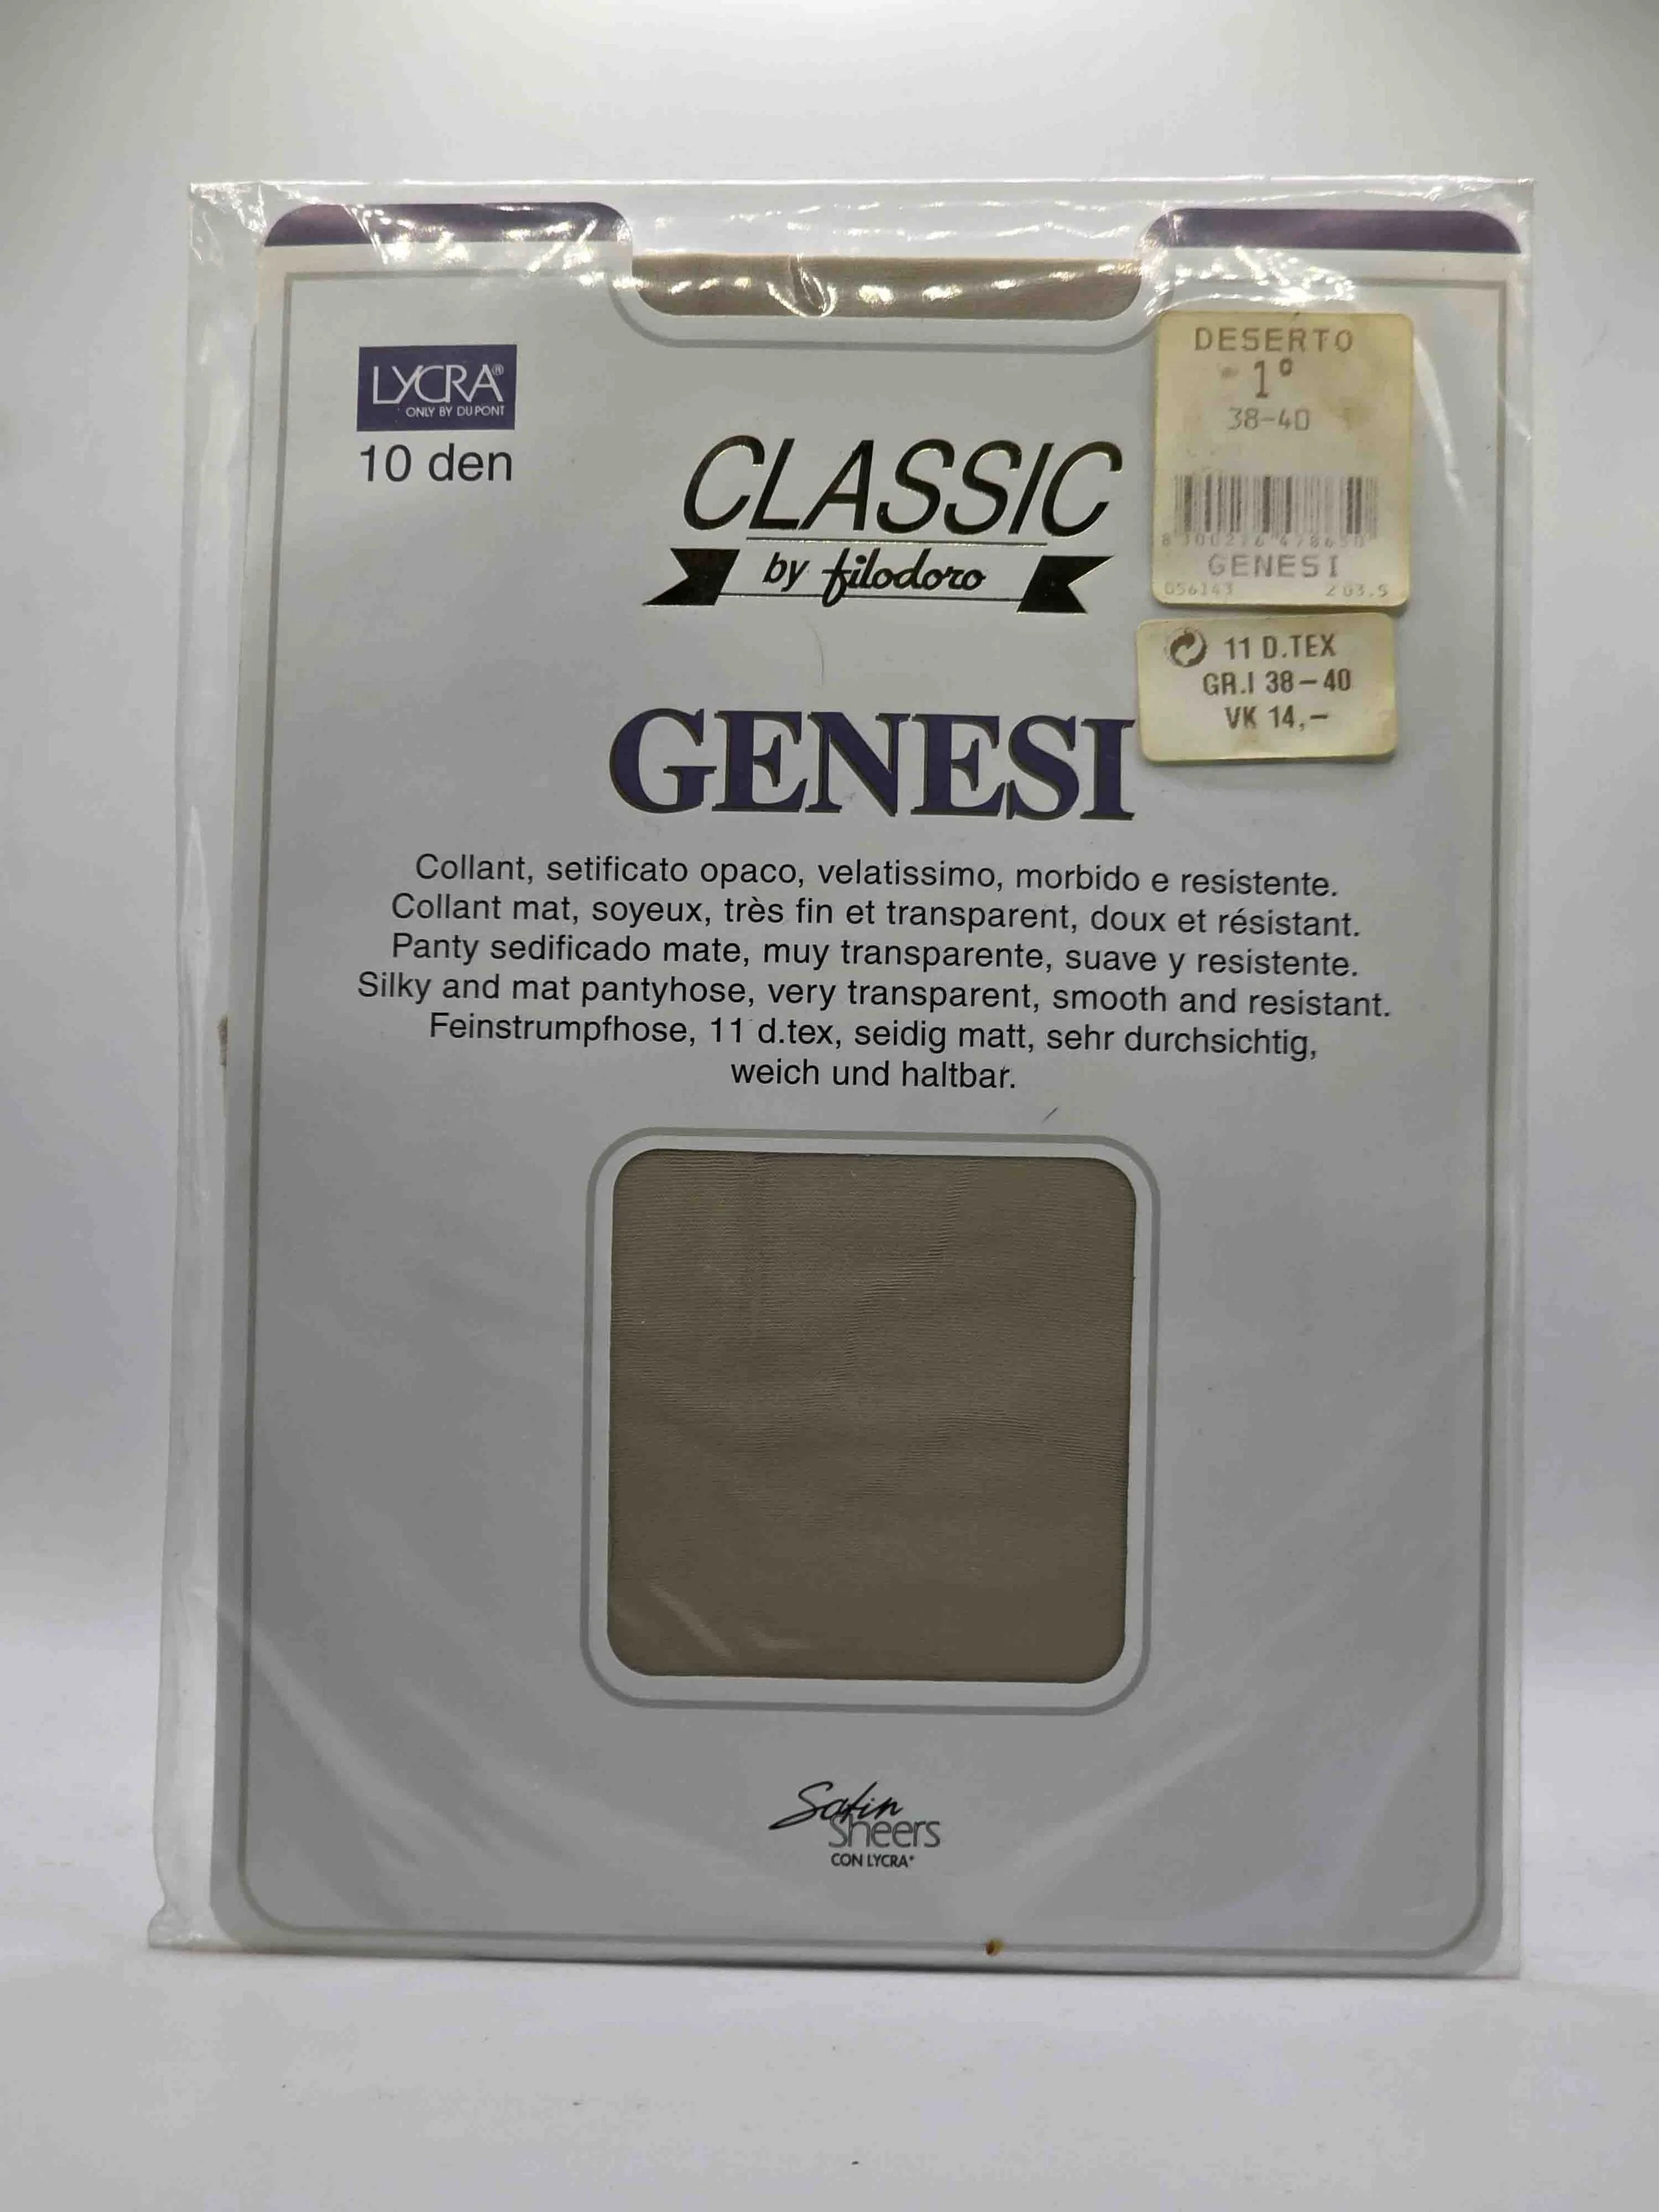 LYCRA®
ONLY BY DU PONT
10 den
DESERTO
1°
38-40
GENESI
056143
11 D.TEX
GR.I 38-40
VK 14,-
CLASSIC
by filodoro
GENESI
Collant, setificato opaco, velatissimo, morbido e resistente.
Collant mat, soyeux, très fin et transparent, doux et résistant.
Panty sedificado mate, muy transparente, suave y resistente.
Silky and mat pantyhose, very transparent, smooth and resistant.
Feinstrumpfhose, 11 d.tex, seidig matt, sehr durchsichtig,
weich und haltbar.
Satin
Sheers
CON LYCRA®